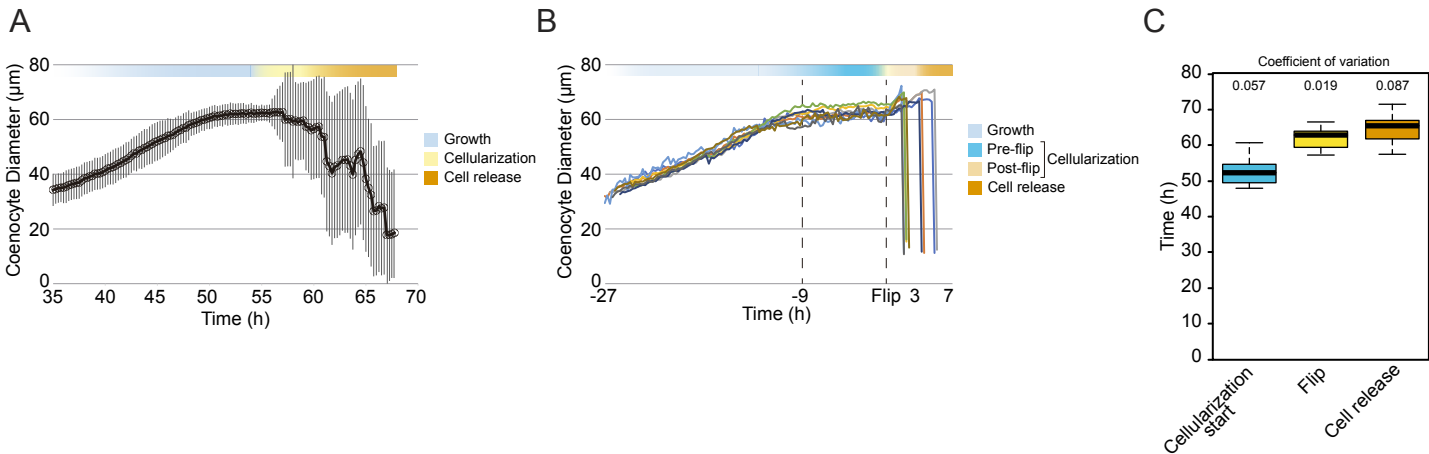 A
Coenocyte Diameter (µm)
80
60
40
20
0
35 40 45 50 55 60 65 70
Time (h)
Growth
Cellularization
Cell release
B
Coenocyte Diameter (µm)
80
60
40
20
0
-27 -9 Flip 3 7
Time (h)
Growth
Pre-flip
Post-flip
Cellularization
Cell release
C
Coefficient of variation
0.057 0.019 0.087
Time (h)
80
70
60
50
40
30
20
10
0
Cellularization
start
Flip
Cell release